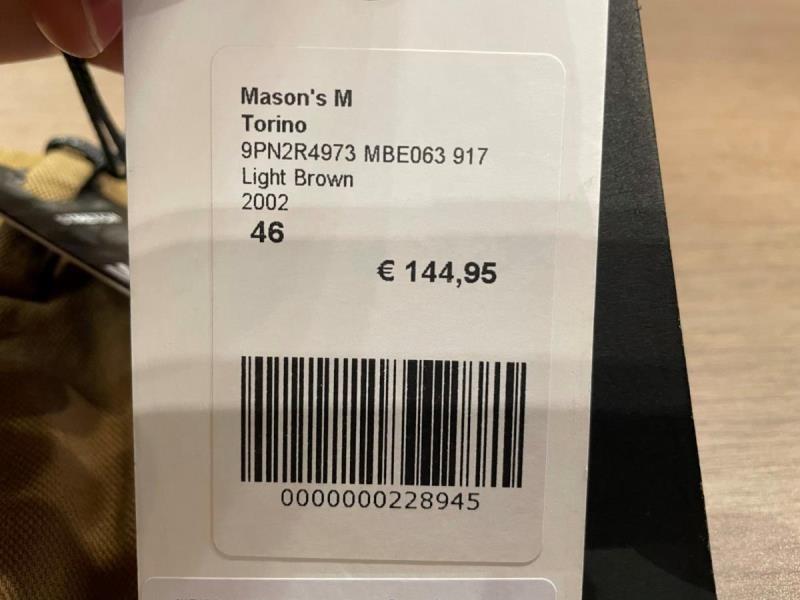 Mason's M
Torino
9PN2R4973 MBE063 917
Light Brown
2002
46
€ 144,95
0000000228945